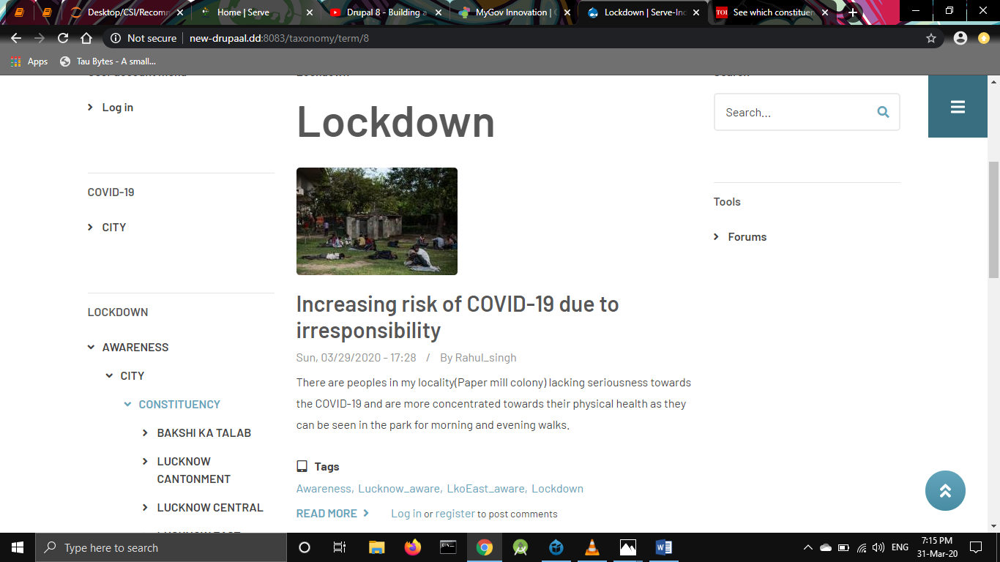 Desktop/CSI/Recomm
Home | Serve
Drupal 8 - Building a
MyGov Innovation |
Lockdown | Serve-Inc
TOI See which constituen
Not secure new-drupaal.dd:8083/taxonomy/term/8
Apps
Tau Bytes - A small...
Log in
COVID-19
CITY
LOCKDOWN
AWARENESS
CITY
CONSTITUENCY
BAKSHI KA TALAB
LUCKNOW
CANTONMENT
LUCKNOW CENTRAL
Lockdown
Lockdown
Increasing risk of COVID-19 due to
irresponsibility
Sun, 03/29/2020 - 17:28 / By Rahul_singh
There are peoples in my locality(Paper mill colony) lacking seriousness towards
the COVID-19 and are more concentrated towards their physical health as they
can be seen in the park for morning and evening walks.
Tags
Awareness, Lucknow_aware, LkoEast_aware, Lockdown
READ MORE
Log in or register to post comments
Search...
Tools
Forums
Type here to search
ENG
7:15 PM
31-Mar-20